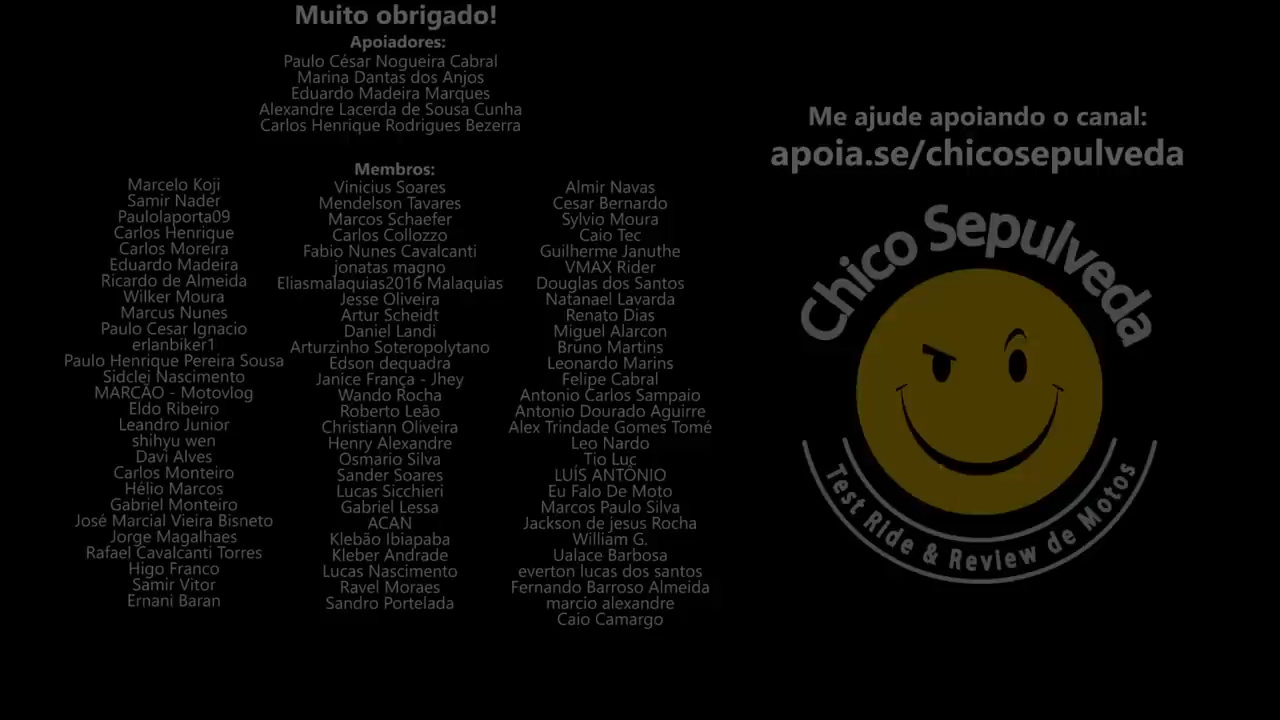 Muito obrigado!
Apoiadores:
Paulo César Nogueira Cabral
Marina Dantas dos Anjos
Eduardo Madeira Marques
Alexandre Lacerda de Sousa Cunha
Carlos Henrique Rodrigues Bezerra
Membros:
Marcelo Koji
Samir Nader
Paulolaporta09
Carlos Henrique
Carlos Moreira
Eduardo Madeira
Ricardo de Almeida
Wilker Moura
Marcus Nunes
Paulo Cesar Ignacio
erlanbiker1
Paulo Henrique Pereira Sousa
Sidclej Nascimento
MARCÃO - Motovlog
Eldo Ribeiro
Leandro Junior
shihyu wen
Davi Alves
Carlos Monteiro
Hélio Marcos
Gabriel Monteiro
José Marcial Vieira Bisneto
Jorge Magalhaes
Rafael Cavalcanti Torres
Higo Franco
Samir Vitor
Ernani Baran
Vinicius Soares
Mendelson Tavares
Marcos Schaefer
Carlos Collozzo
Fabio Nunes Cavalcanti
jonatas magno
Eliasmalaquias2016 Malaquias
Jesse Oliveira
Artur Scheidt
Daniel Landi
Arturzinho Soteropolytano
Edson dequadra
Janice França - Jhey
Wando Rocha
Roberto Leão
Christiann Oliveira
Henry Alexandre
Osmario Silva
Sander Soares
Lucas Sicchieri
Gabriel Lessa
ACAN
Klebão Ibiapaba
Kleber Andrade
Lucas Nascimento
Ravel Moraes
Sandro Portelada
Almir Navas
Cesar Bernardo
Sylvio Moura
Caio Tec
Guilherme Januthe
VMAX Rider
Douglas dos Santos
Natanael Lavarda
Renato Dias
Miguel Alarcon
Bruno Martins
Leonardo Marins
Felipe Cabral
Antonio Carlos Sampaio
Antonio Dourado Aguirre
Alex Trindade Gomes Tomé
Leo Nardo
Tio Luc
LUÍS ANTÔNIO
Eu Falo De Moto
Marcos Paulo Silva
Jackson de jesus Rocha
William G.
Ualace Barbosa
everton lucas dos santos
Fernando Barroso Almeida
marcio alexandre
Caio Camargo
Me ajude apoiando o canal:
apoia.se/chicosepulveda
Chico Sepulveda
Test Ride & Review de Motos